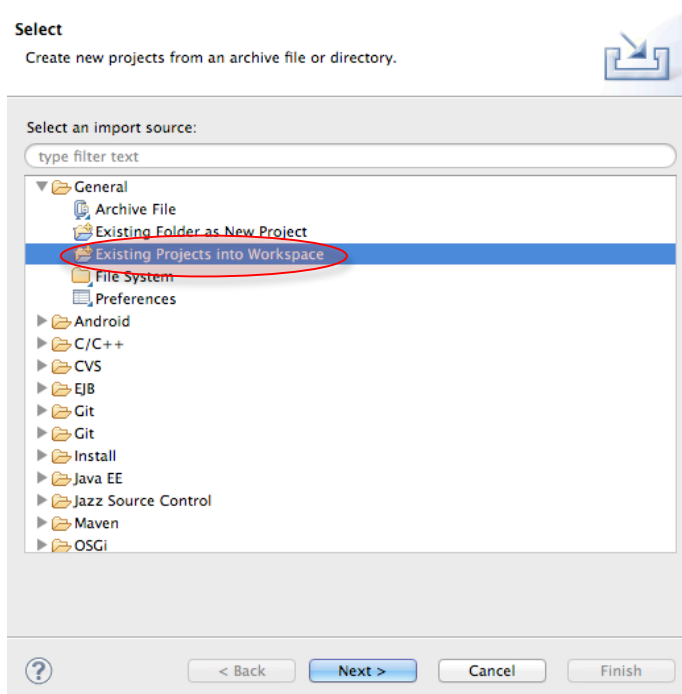 Select
Create new projects from an archive file or directory.
Select an import source:
type filter text
General
Archive File
Existing Folder as New Project
Existing Projects into Workspace
File System
Preferences
Android
C/C++
CVS
EJB
Git
Git
Install
Java EE
Jazz Source Control
Maven
OSGi
? < Back Next > Cancel Finish